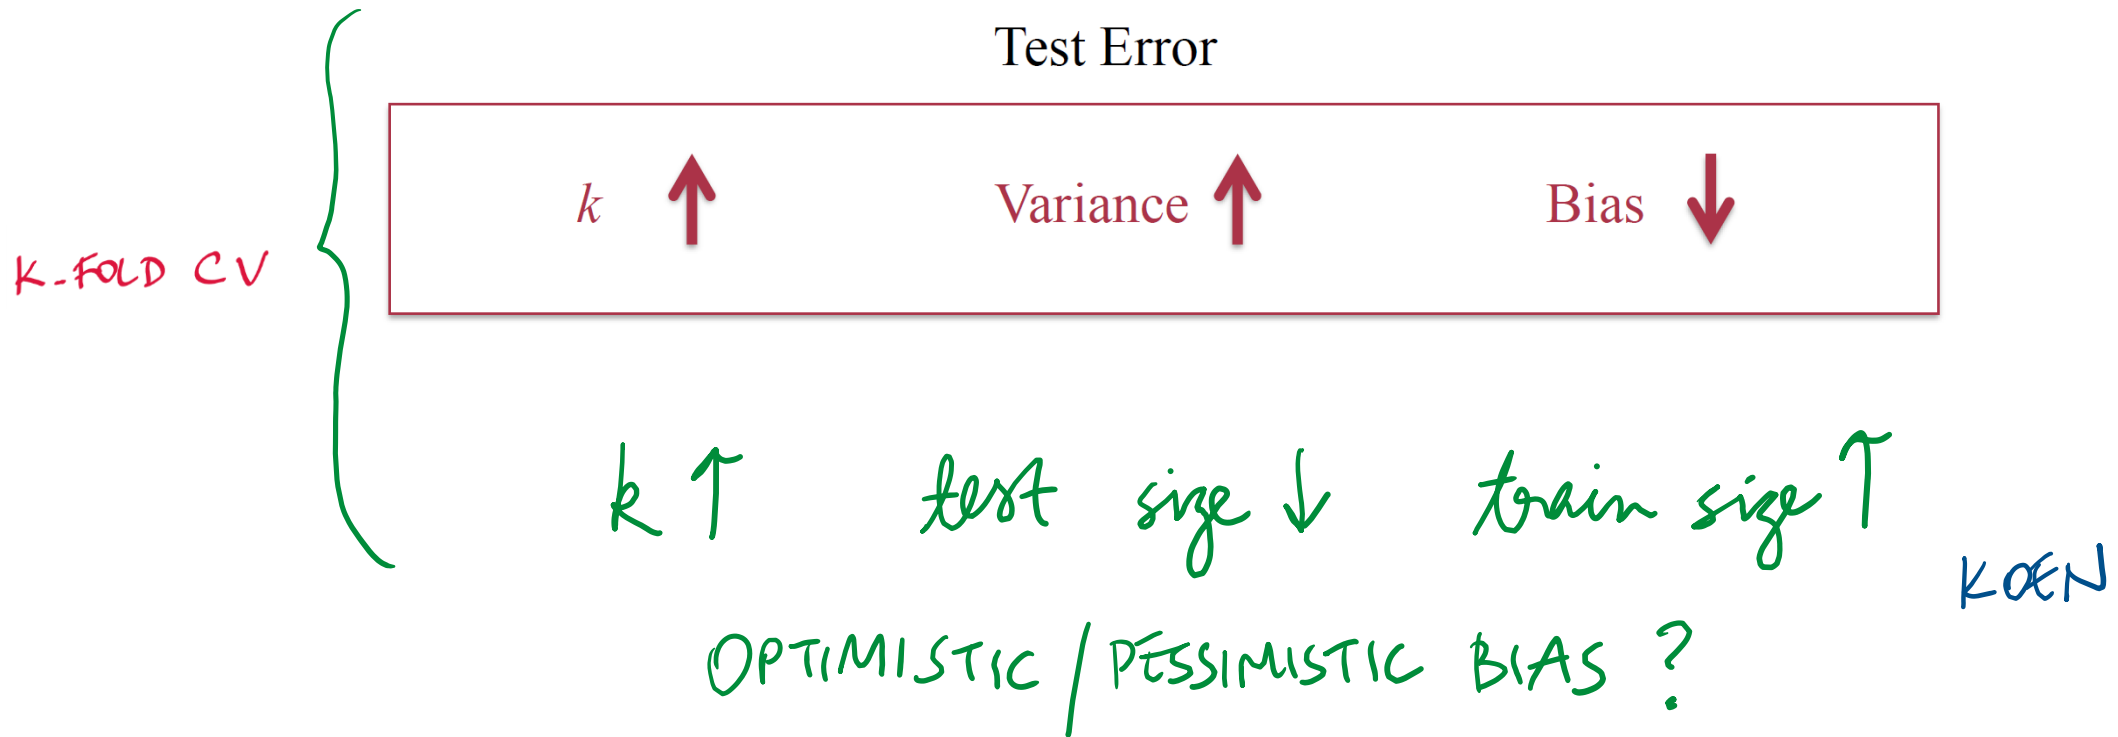 Test Error
k ↑ Variance ↑ Bias ↓
K-FOLD CV
k ↑ test size ↓ train size ↑
KOEN
OPTIMISTIC / PESSIMISTIC BIAS ?